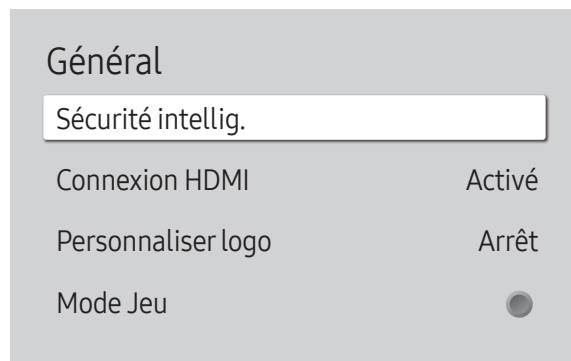 Général
Sécurité intellig.
Connexion HDMI Activé
Personnaliser logo Arrêt
Mode Jeu